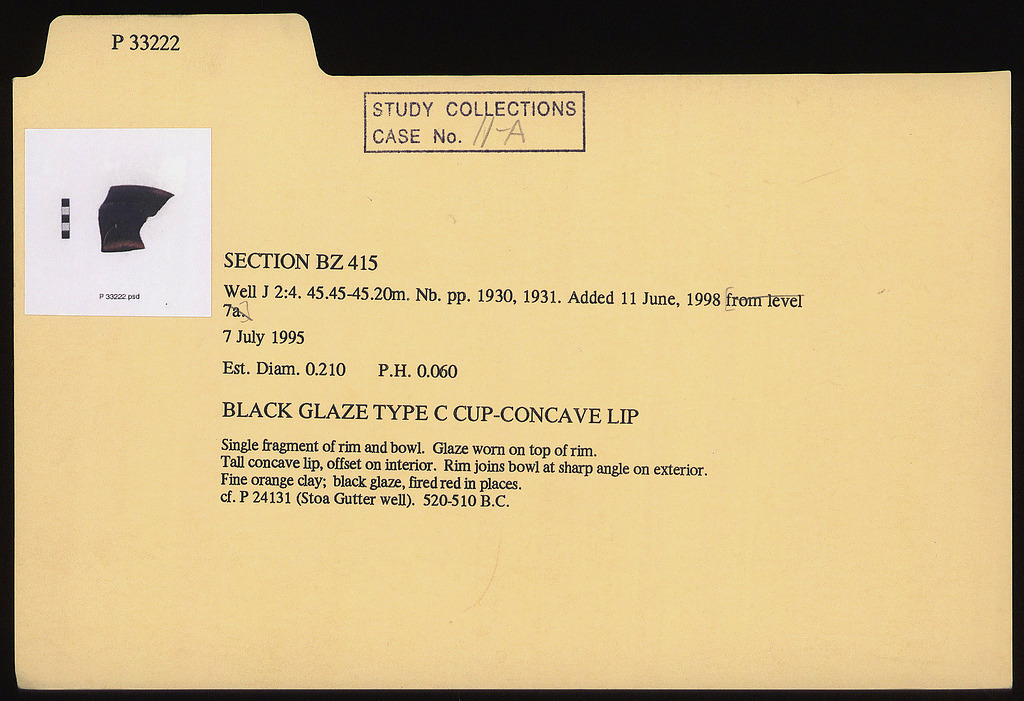 P 33222
STUDY COLLECTIONS
CASE No. 11-A
P 33222 psd
SECTION BZ 415
Well J 2:4. 45.45-45.20m. Nb. pp. 1930, 1931. Added 11 June, 1998 [from level
7a.]
7 July 1995
Est. Diam. 0.210 P.H. 0.060
BLACK GLAZE TYPE C CUP-CONCAVE LIP
Single fragment of rim and bowl. Glaze worn on top of rim.
Tall concave lip, offset on interior. Rim joins bowl at sharp angle on exterior.
Fine orange clay; black glaze, fired red in places.
cf. P 24131 (Stoa Gutter well). 520-510 B.C.